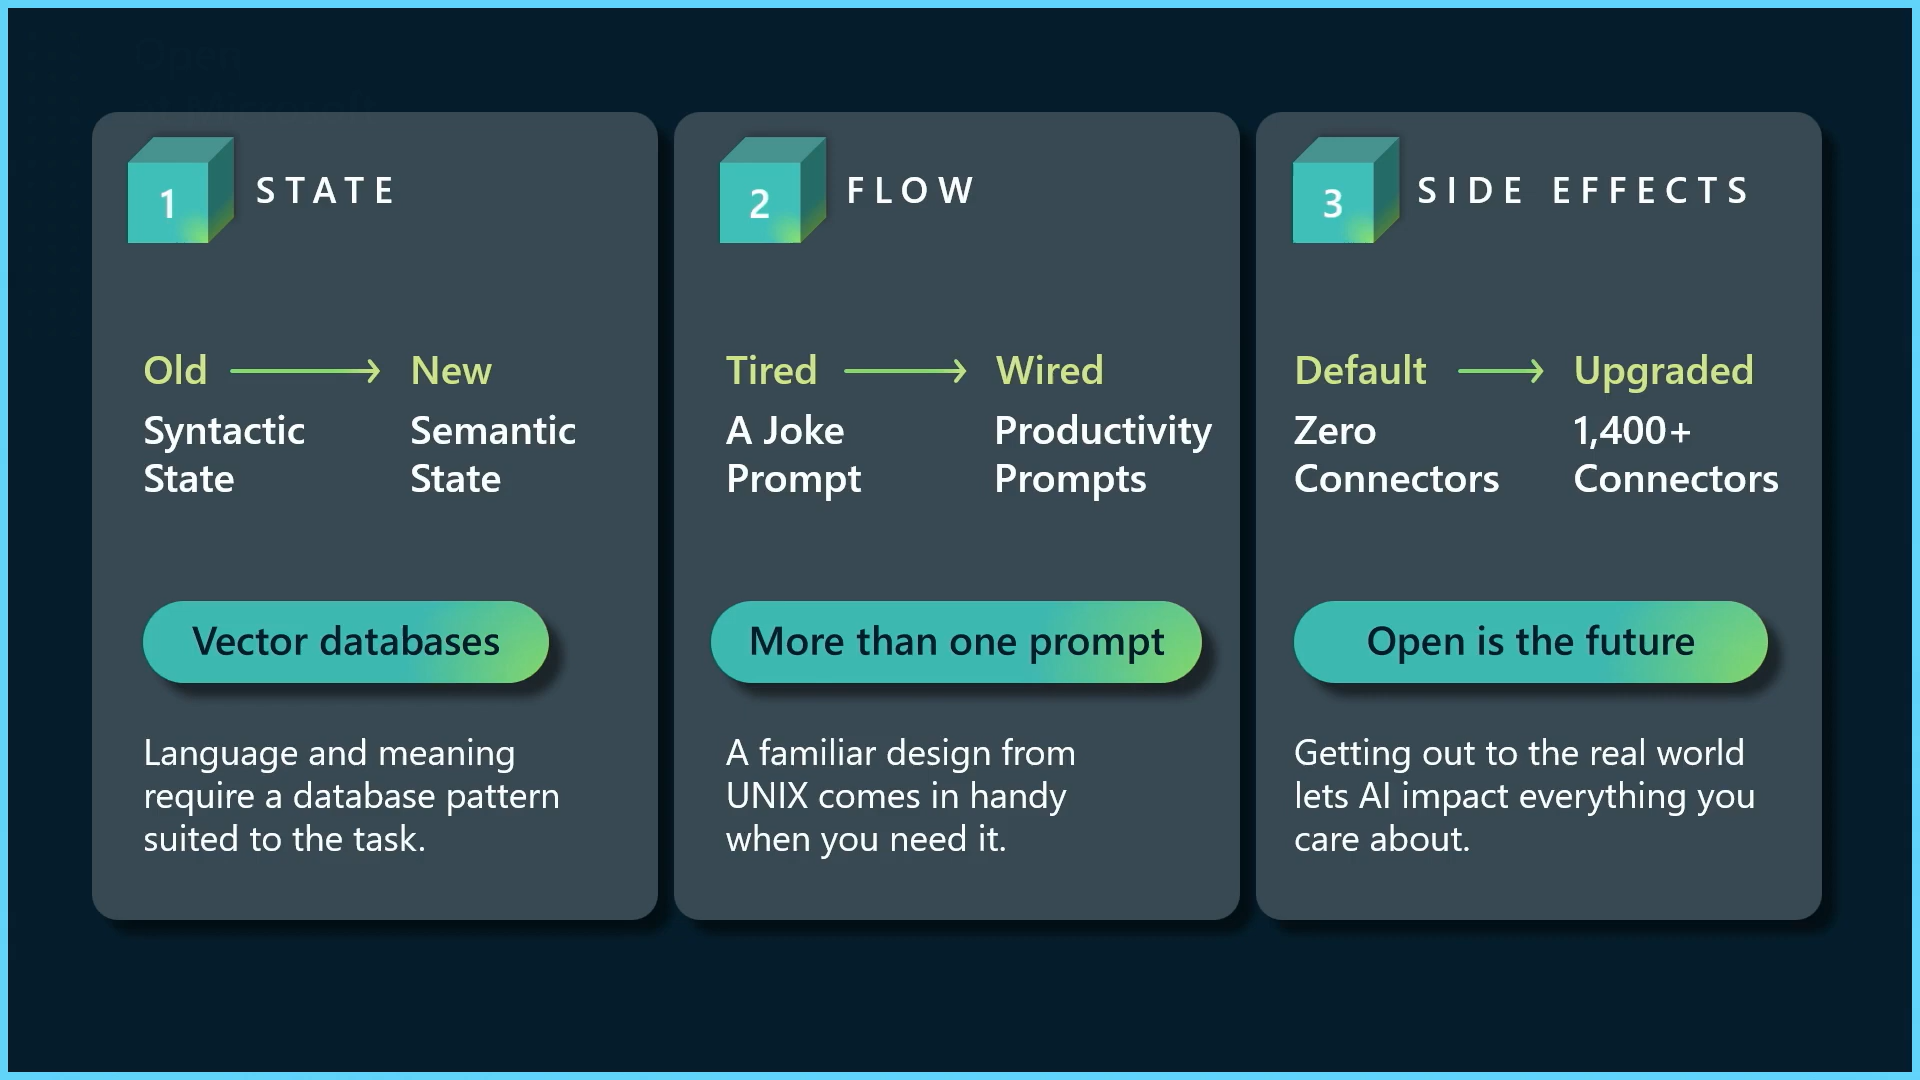 Open
at Microsoft
1
STATE
Old
New
Syntactic
State
Semantic
State
Vector databases
Language and meaning
require a database pattern
suited to the task.
2
FLOW
Tired
Wired
A Joke
Prompt
Productivity
Prompts
More than one prompt
A familiar design from
UNIX comes in handy
when you need it.
3
SIDE EFFECTS
Default
Upgraded
Zero
Connectors
1,400+
Connectors
Open is the future
Getting out to the real world
lets AI impact everything you
care about.